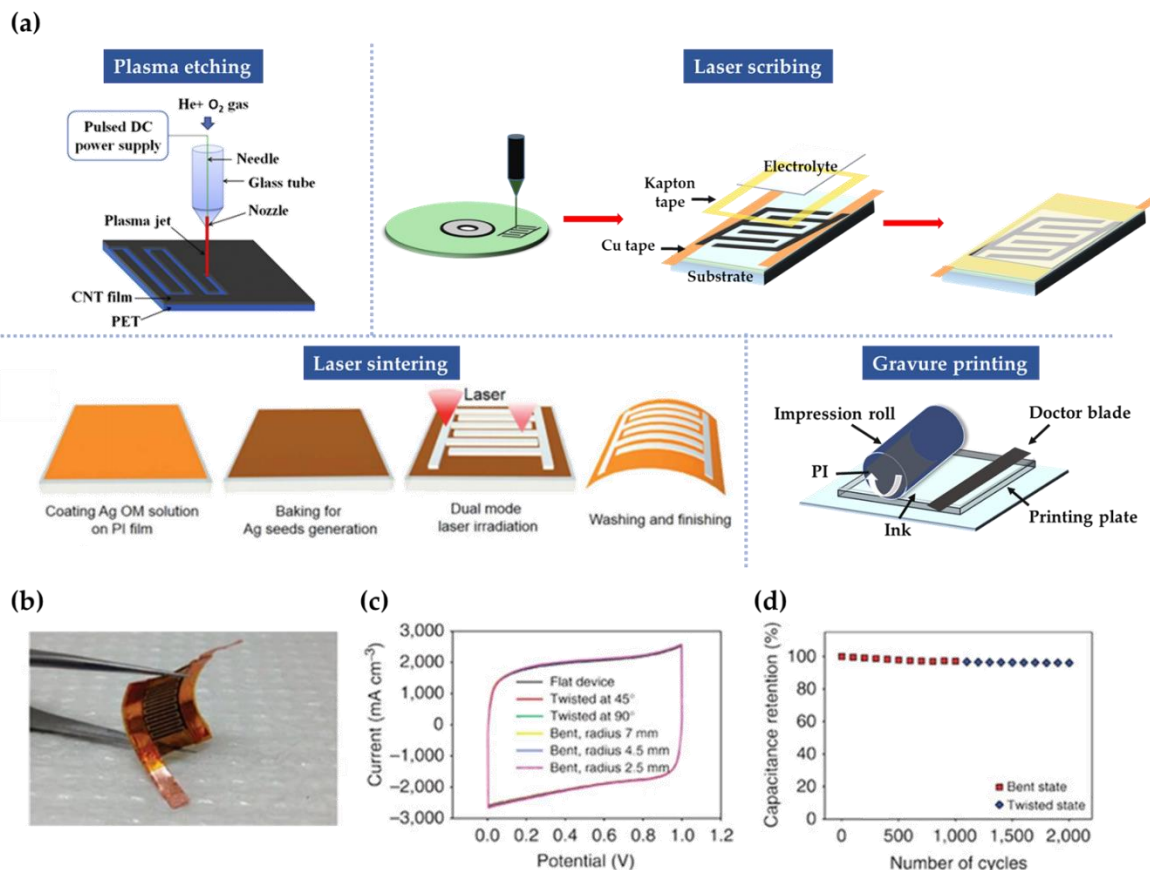 (a)
Plasma etching
He+ O₂ gas
Pulsed DC
power supply
Needle
Glass tube
Nozzle
Plasma jet
CNT film
PET
Laser scribing
Electrolyte
Kapton
tape
Cu tape
Substrate
Laser sintering
Laser
Coating Ag OM solution
on PI film
Baking for
Ag seeds generation
Dual mode
laser irradiation
Washing and finishing
Gravure printing
Impression roll
Doctor blade
PI
Ink
Printing plate
(b)
(c)
3,000
2,000
1,000
0
–1,000
–2,000
–3,000
Current (mA cm⁻³)
Flat device
Twisted at 45°
Twisted at 90°
Bent, radius 7 mm
Bent, radius 4.5 mm
Bent, radius 2.5 mm
0.0 0.2 0.4 0.6 0.8 1.0 1.2
Potential (V)
(d)
100
80
60
40
20
0
Capacitance retention (%)
Bent state
Twisted state
0 500 1,000 1,500 2,000
Number of cycles